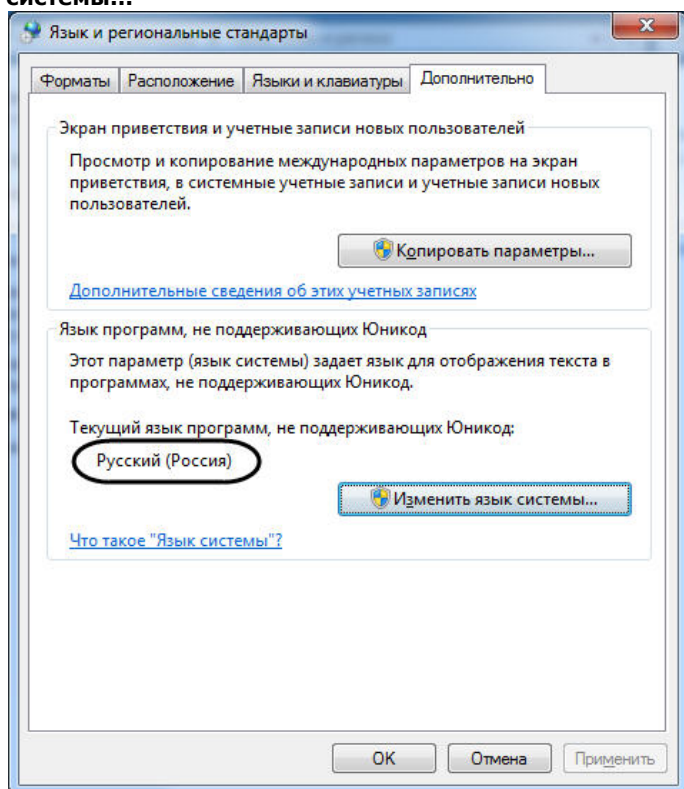 системы...
Язык и региональные стандарты
Форматы Расположение Языки и клавиатуры Дополнительно
Экран приветствия и учетные записи новых пользователей
Просмотр и копирование международных параметров на экран
приветствия, в системные учетные записи и учетные записи новых
пользователей.
Копировать параметры...
Дополнительные сведения об этих учетных записях
Язык программ, не поддерживающих Юникод
Этот параметр (язык системы) задает язык для отображения текста в
программах, не поддерживающих Юникод.
Текущий язык программ, не поддерживающих Юникод:
Русский (Россия)
Изменить язык системы...
Что такое "Язык системы"?
OK Отмена Применить